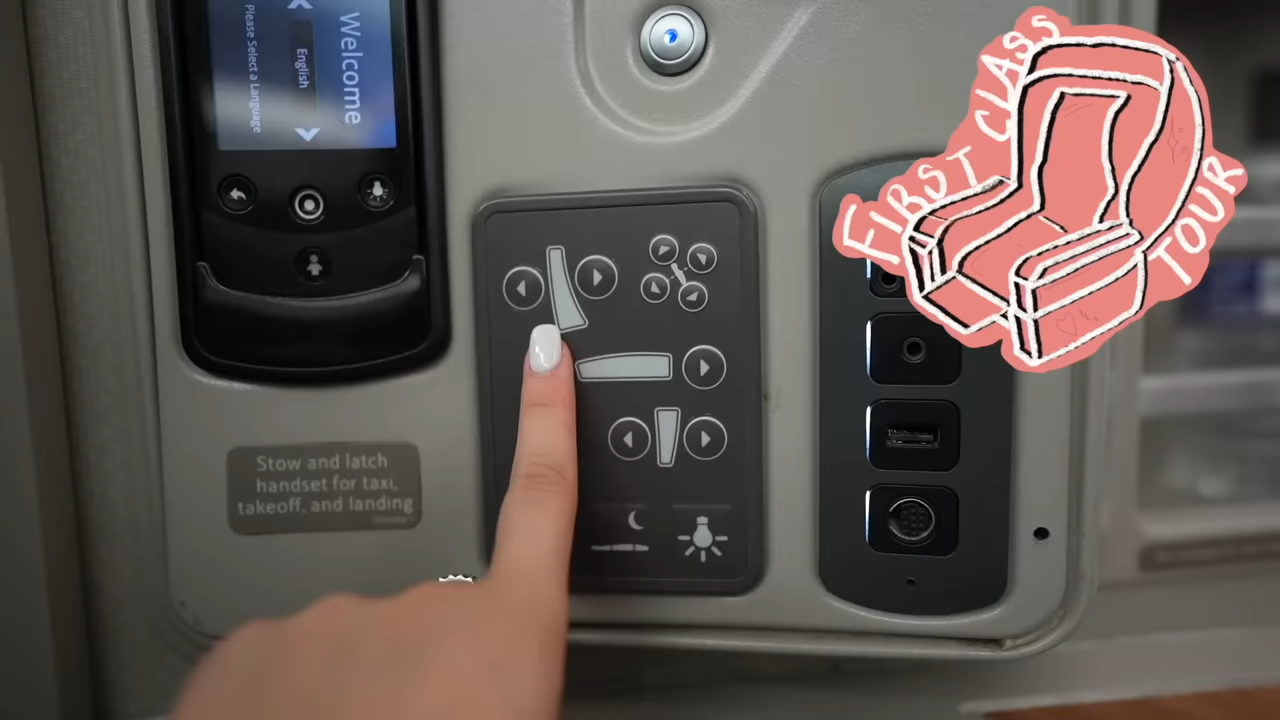 Welcome
English
Please Select a Language
Stow and latch
handset for taxi,
takeoff, and landing
FIRST CLASS
TOUR